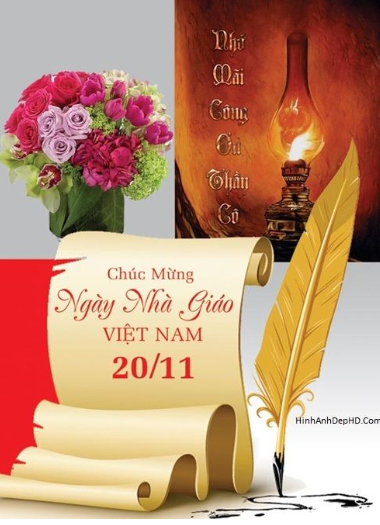 Nhớ
Mãi
Công
Ơn
Thầy
Cô
Chúc Mừng
Ngày Nhà Giáo
VIỆT NAM
20/11
HinhAnhDepHD.Com